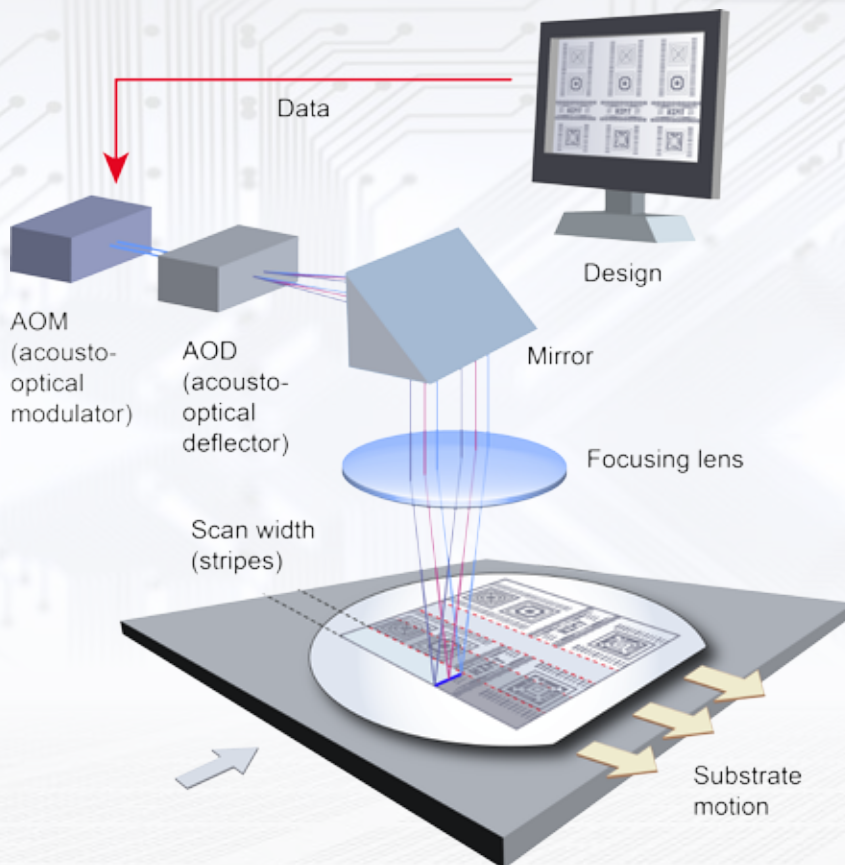 Data
Design
AOM
(acousto-
optical
modulator)
AOD
(acousto-
optical
deflector)
Mirror
Focusing lens
Scan width
(stripes)
Substrate
motion